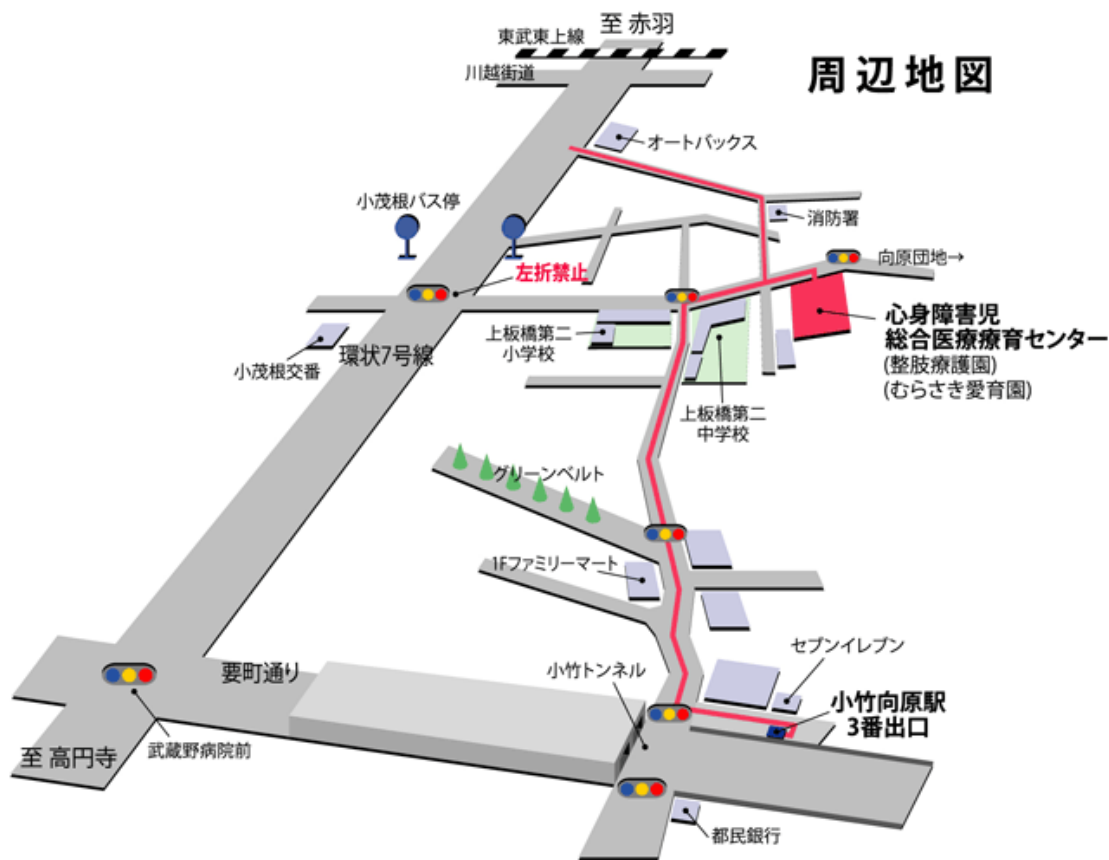 至 赤羽
東武東上線
川越街道
周辺地図
オートバックス
小茂根バス停
消防署
向原団地→
左折禁止
心身障害児
総合医療療育センター
(整肢療護園)
(むらさき愛育園)
上板橋第二
小学校
環状7号線
小茂根交番
上板橋第二
中学校
グリーンベルト
1Fファミリーマート
セブンイレブン
小竹トンネル
要町通り
小竹向原駅
3番出口
武蔵野病院前
至 高円寺
都民銀行